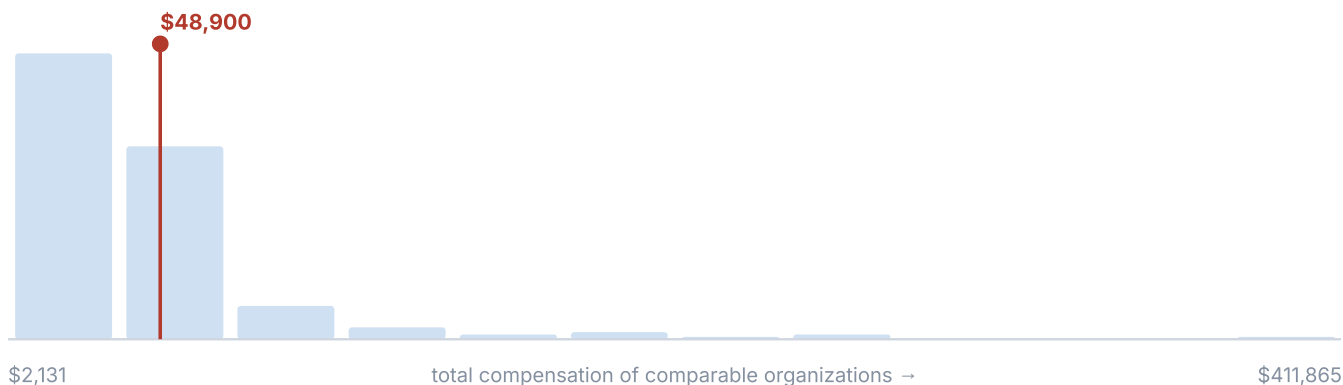 $48,900
$2,131 total compensation of comparable organizations → $411,865